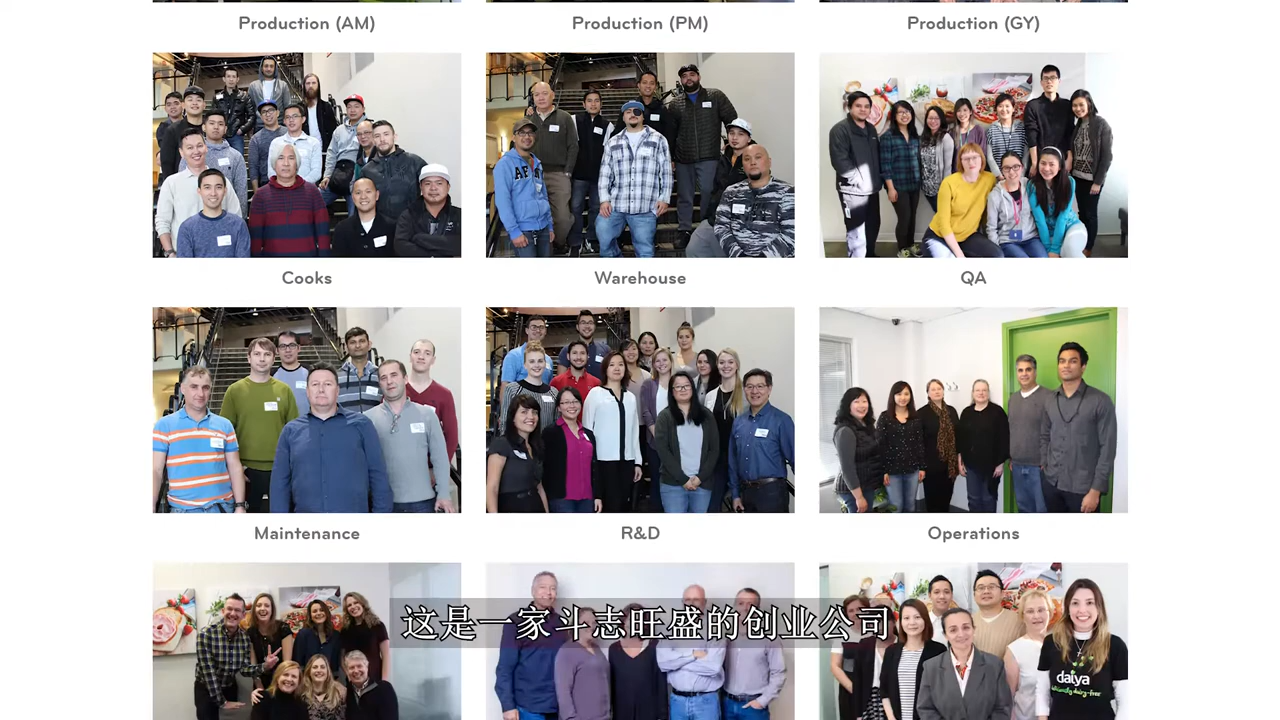 Production (AM)
Production (PM)
Production (GY)
Cooks
Warehouse
QA
Maintenance
R&D
Operations
这是一家斗志旺盛的创业公司
daiya